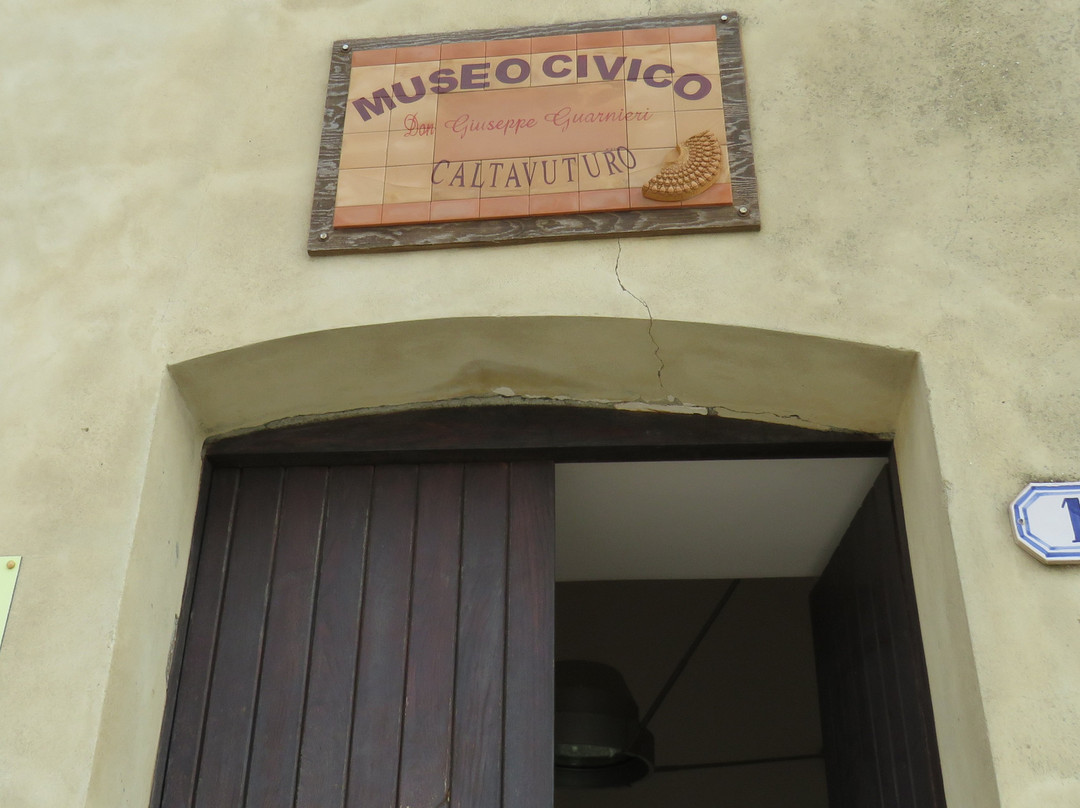 MUSEO CIVICO
Don Giuseppe Guarnieri
CALTAVUTURO